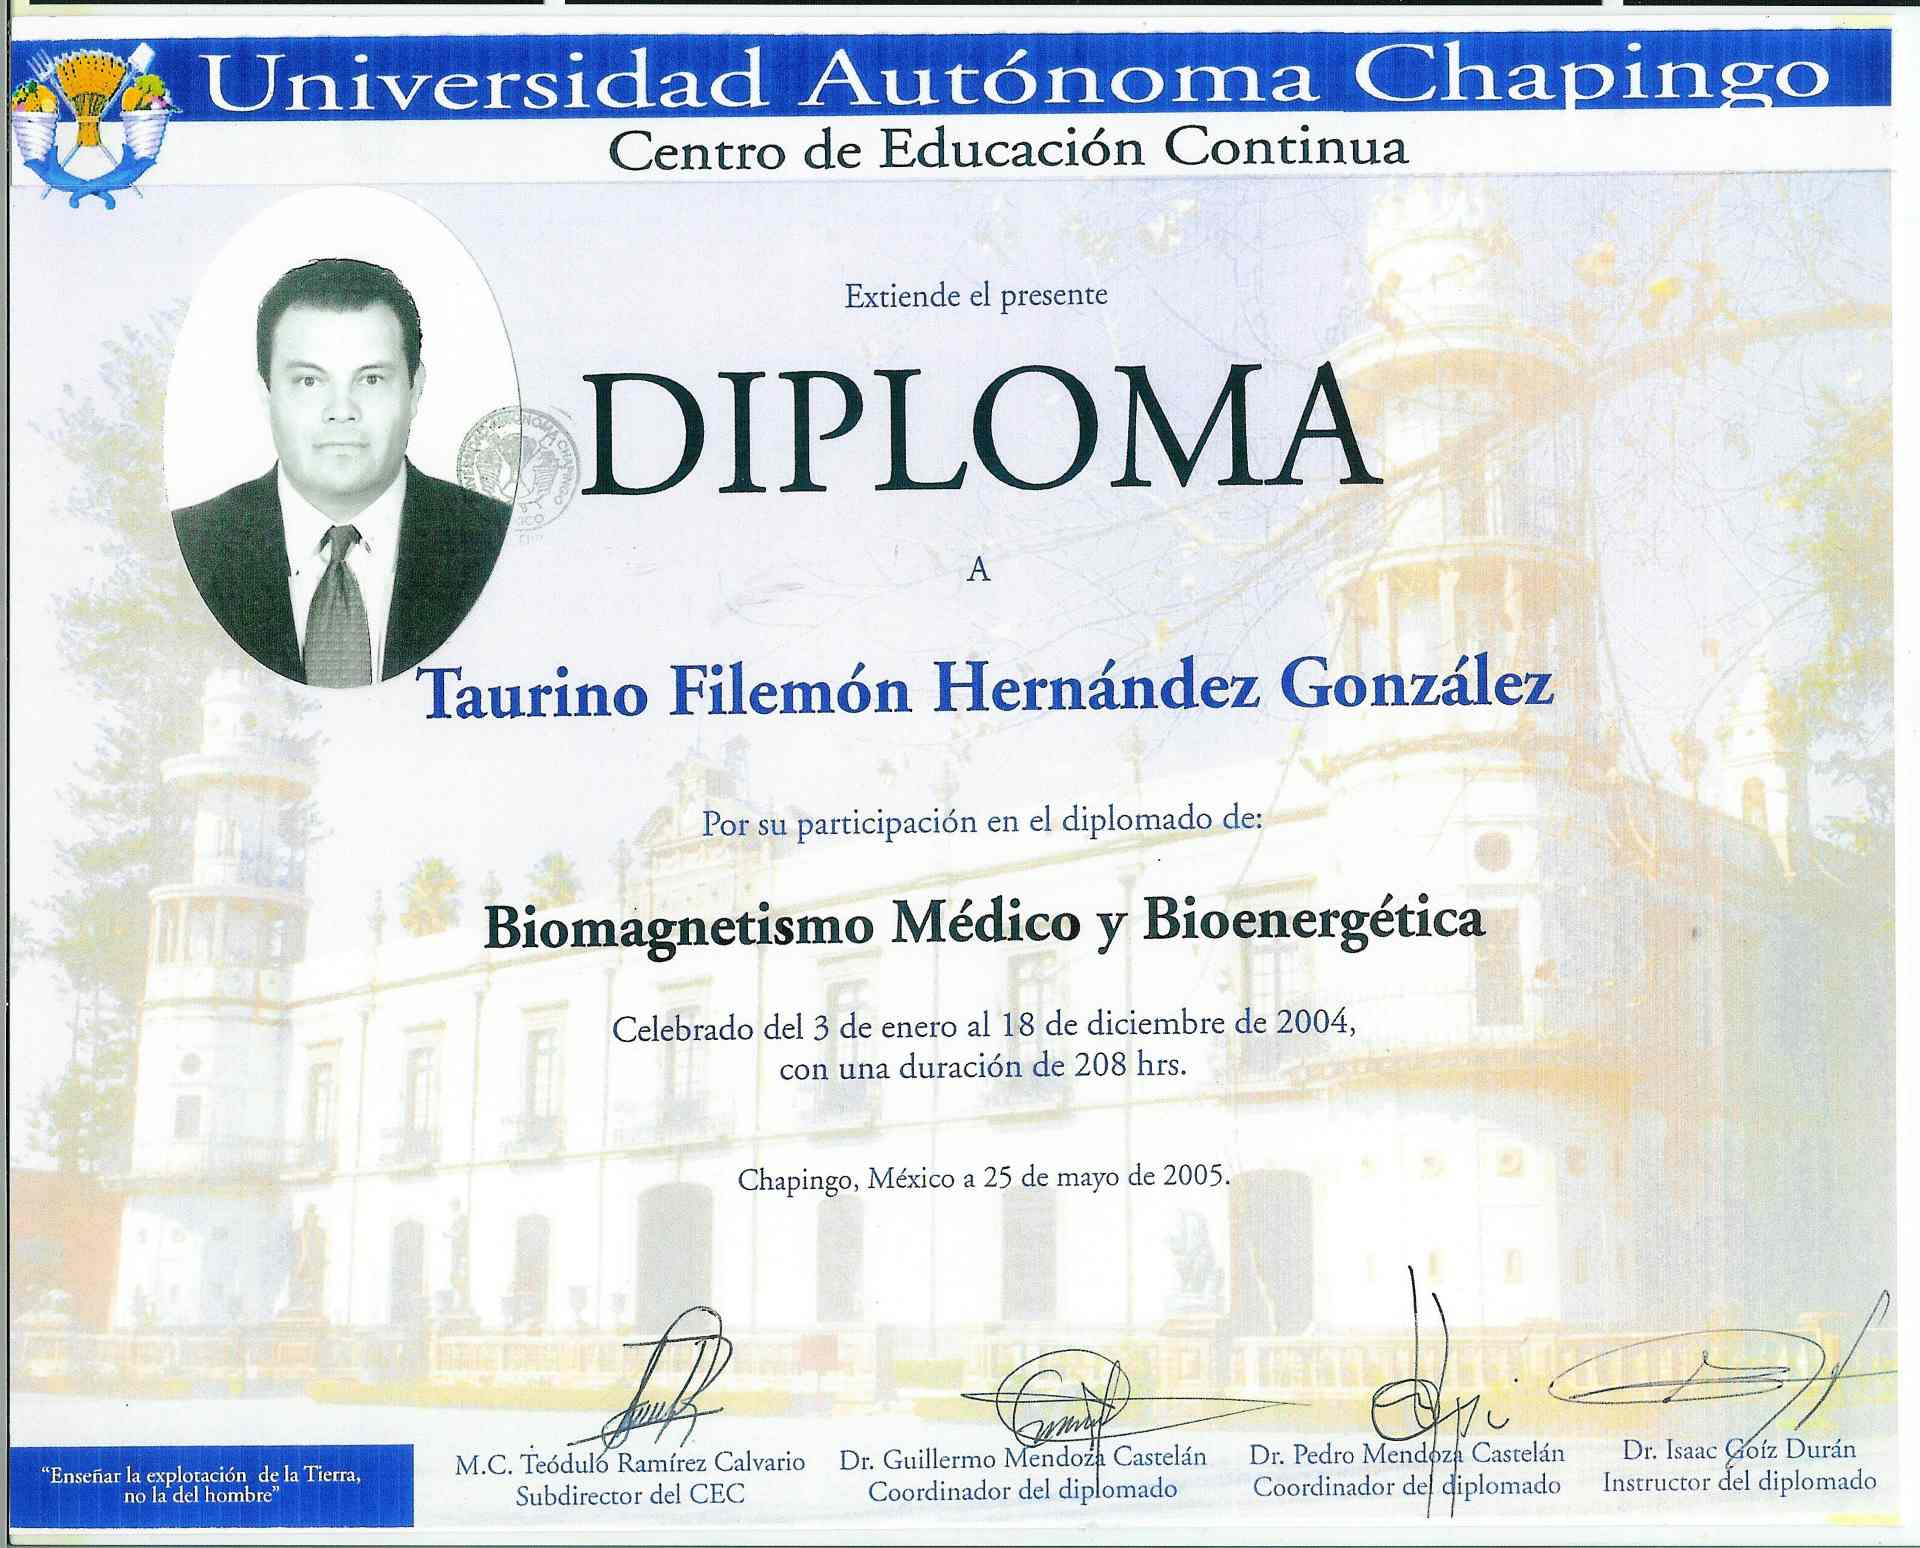 Universidad Autónoma Chapingo
Centro de Educación Continua
Extiende el presente
DIPLOMA
A
Taurino Filemón Hernández González
Por su participación en el diplomado de:
Biomagnetismo Médico y Bioenergética
Celebrado del 3 de enero al 18 de diciembre de 2004,
con una duración de 208 hrs.
Chapingo, México a 25 de mayo de 2005.
M.C. Teódulo Ramírez Calvario
Subdirector del CEC
Dr. Guillermo Mendoza Castelán
Coordinador del diplomado
Dr. Pedro Mendoza Castelán
Coordinador del diplomado
Dr. Isaac Goíz Durán
Instructor del diplomado
“Enseñar la explotación de la Tierra,
no la del hombre”